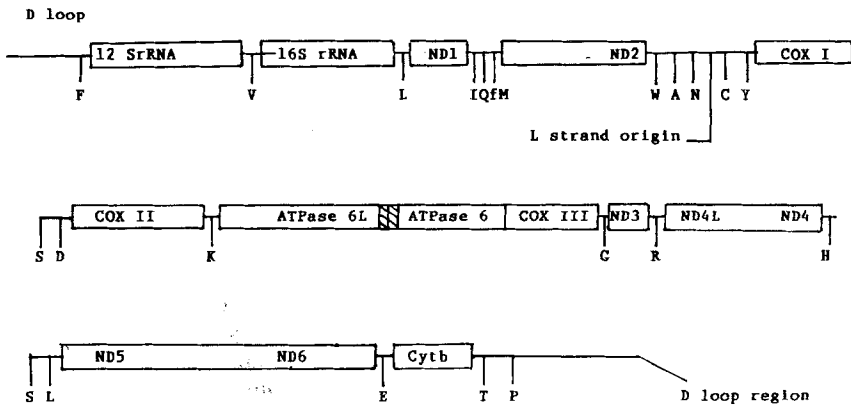 D loop
12 SrRNA 16S rRNA ND1 ND2 COX I
F V L I Q f M W A N C Y
L strand origin
COX II ATPase 6L ATPase 6 COX III ND3 ND4L ND4
S D K G R H
ND5 ND6 Cytb
S L E T P
D loop region